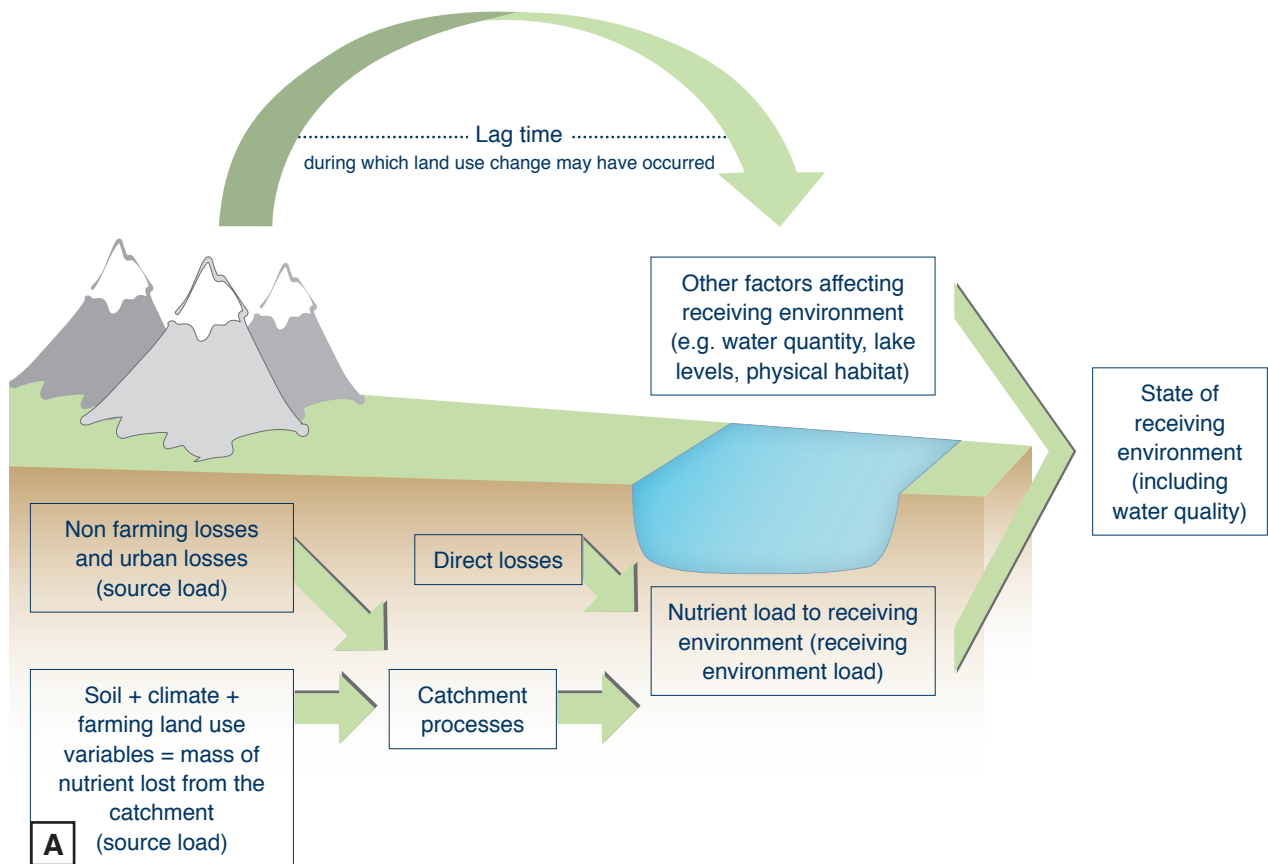 Lag time
during which land use change may have occurred
Other factors affecting
receiving environment
(e.g. water quantity, lake
levels, physical habitat)
State of
receiving
environment
(including
water quality)
Non farming losses
and urban losses
(source load)
Direct losses
Nutrient load to receiving
environment (receiving
environment load)
Soil + climate +
farming land use
variables = mass of
nutrient lost from the
catchment
(source load)
Catchment
processes
A